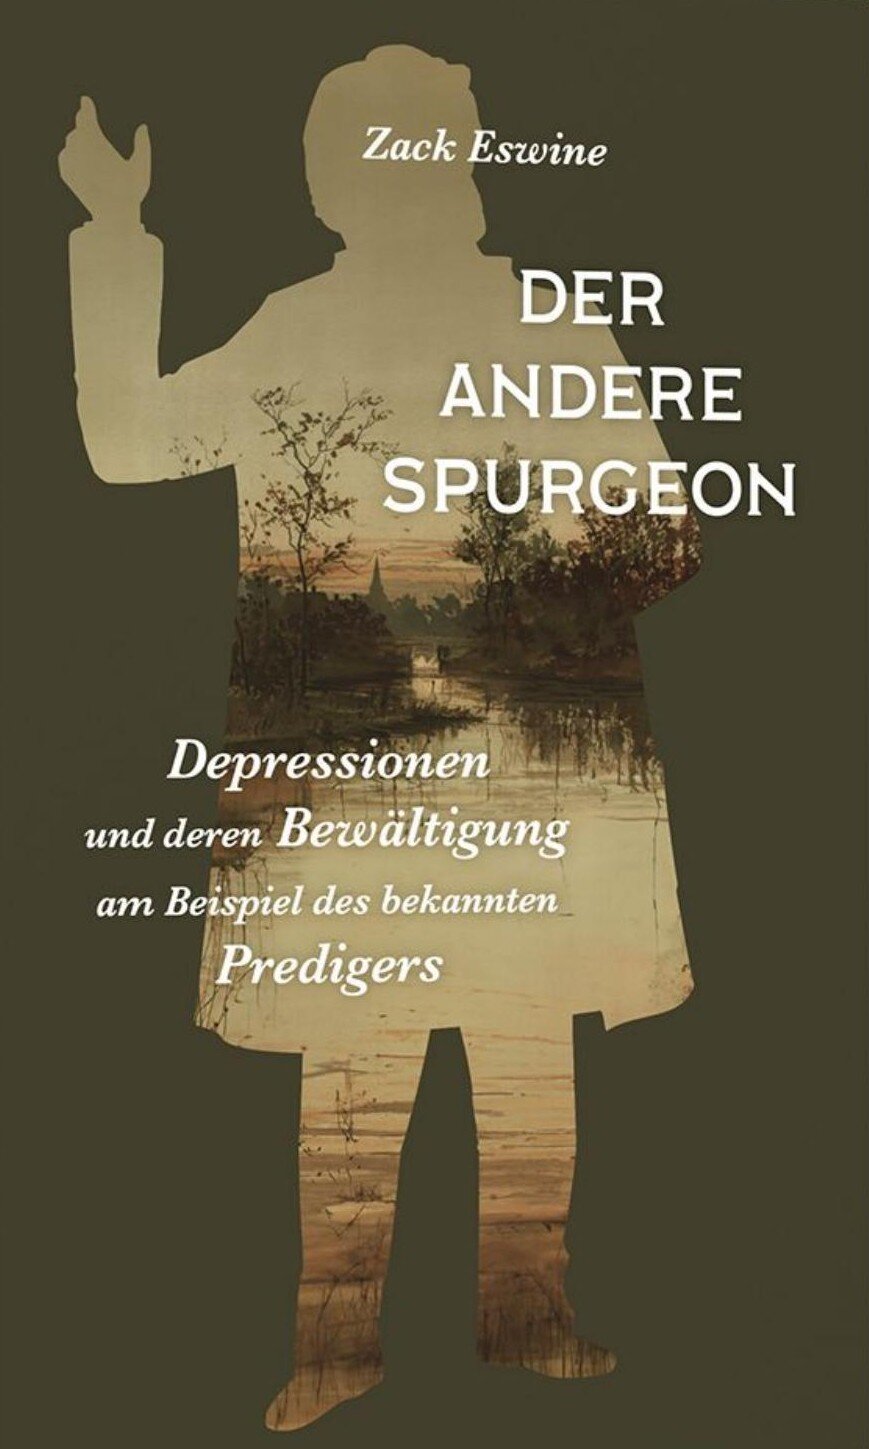 Zack Eswine
DER
ANDERE
SPURGEON
Depressionen
und deren Bewältigung
am Beispiel des bekannten
Predigers